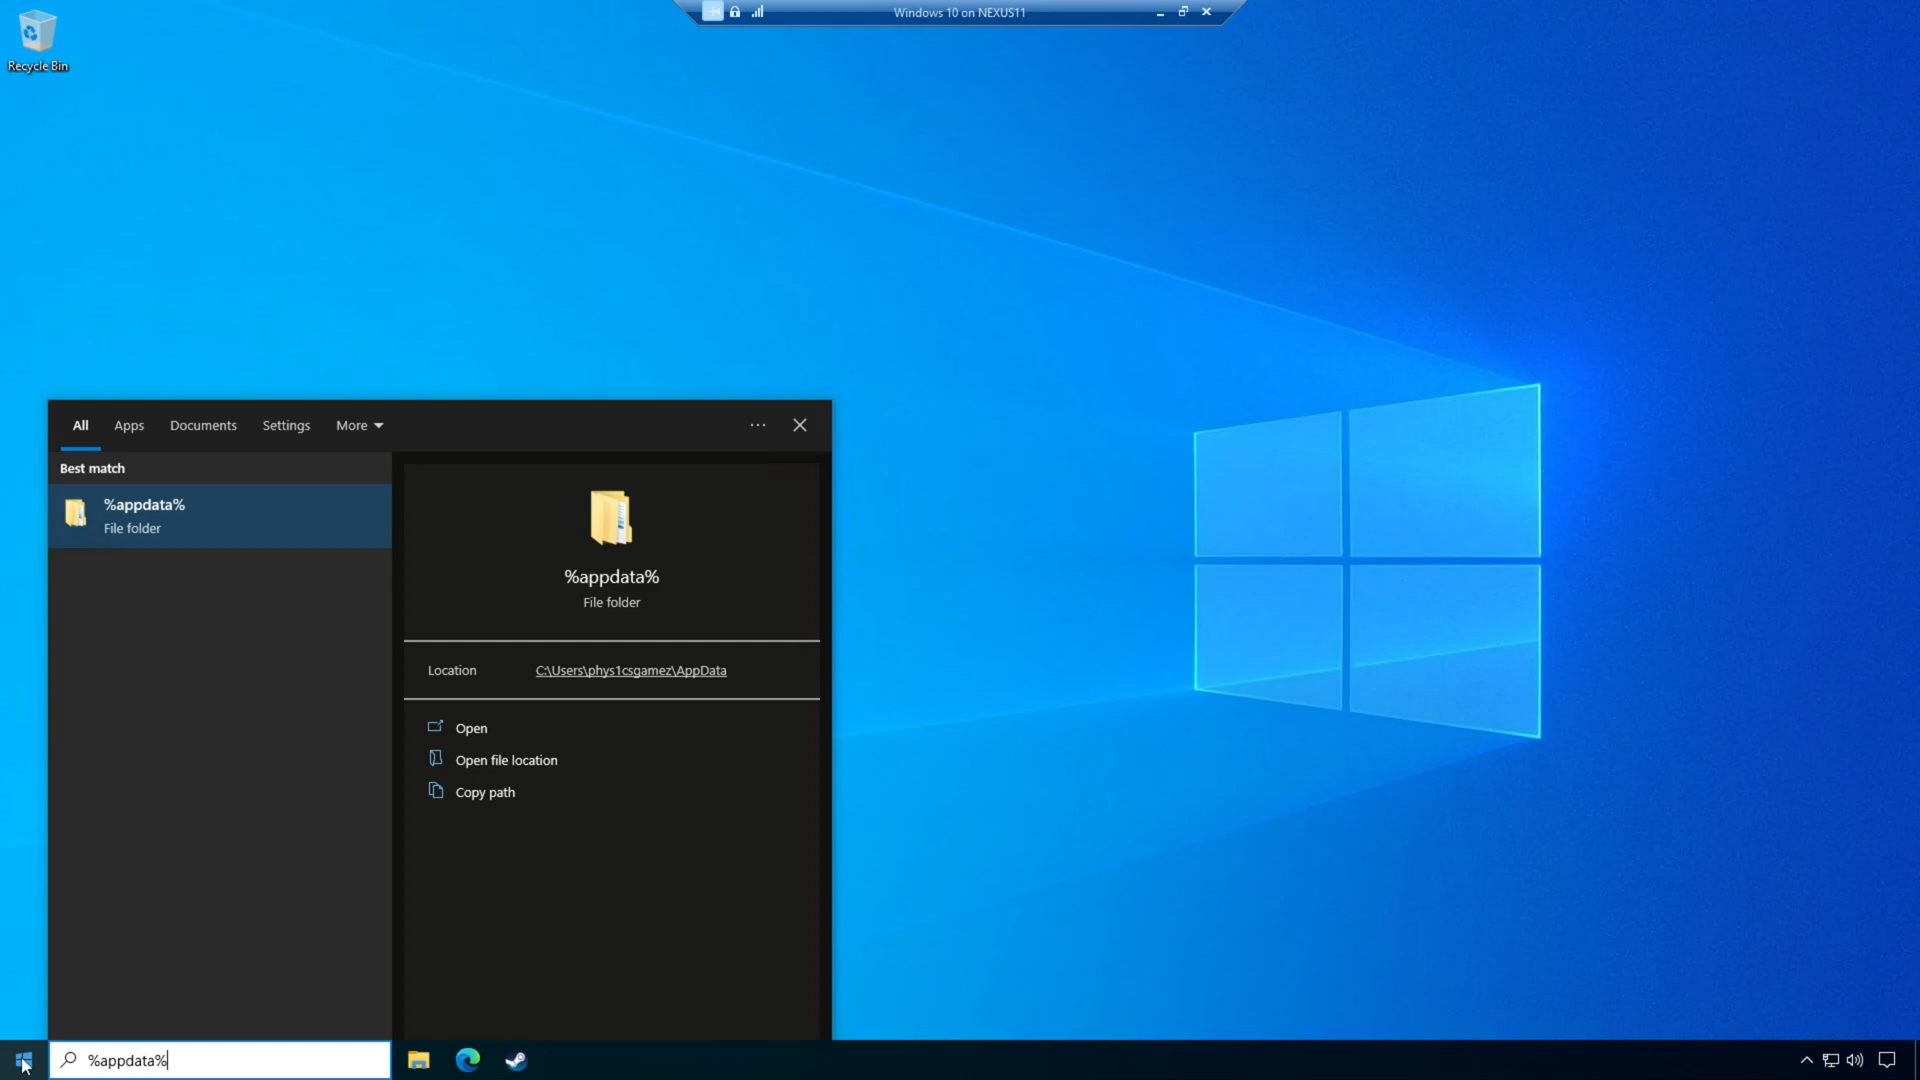 Windows 10 on NEXUS11
Recycle Bin
All Apps Documents Settings More
Best match
%appdata%
File folder
%appdata%
File folder
Location C:\Users\phys1csgamez\AppData
Open
Open file location
Copy path
%appdata%